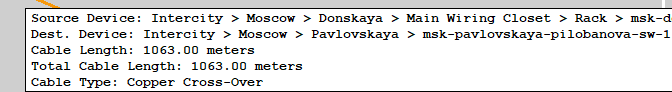 Source Device: Intercity > Moscow > Donskaya > Main Wiring Closet > Rack > msk-d
Dest. Device: Intercity > Moscow > Pavlovskaya > msk-pavlovskaya-pilobanova-sw-1
Cable Length: 1063.00 meters
Total Cable Length: 1063.00 meters
Cable Type: Copper Cross-Over